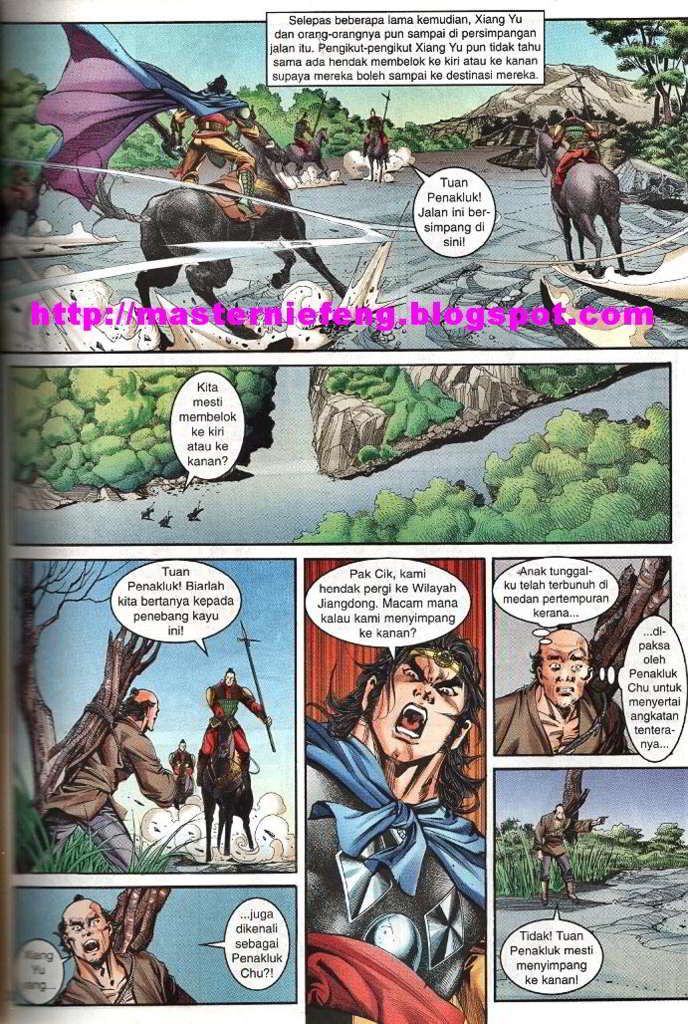 Selepas beberapa lama kemudian, Xiang Yu
dan orang-orangnya pun sampai di persimpangan
jalan itu. Pengikut-pengikut Xiang Yu pun tidak tahu
sama ada hendak membelok ke kiri atau ke kanan
supaya mereka boleh sampai ke destinasi mereka.
Tuan
Penakluk!
Jalan ini ber-
simpang di
sini!
http://masterniefeng.blogspot.com
Kita
mesti
membelok
ke kiri
atau ke
kanan?
Tuan
Penakluk! Biarlah
kita bertanya kepada
penebang kayu
ini!
Pak Cik, kami
hendak pergi ke Wilayah
Jiangdong. Macam mana
kalau kami menyimpang
ke kanan?
Anak tunggal-
ku telah terbunuh di
medan pertempuran
kerana...
...di-
paksa
oleh
Penakluk
Chu untuk
menyertai
angkatan
tentera-
nya...
Xiang
Yu
yang...
...juga
dikenali
sebagai
Penakluk
Chu?!
Tidak! Tuan
Penakluk mesti
menyimpang
ke kanan!